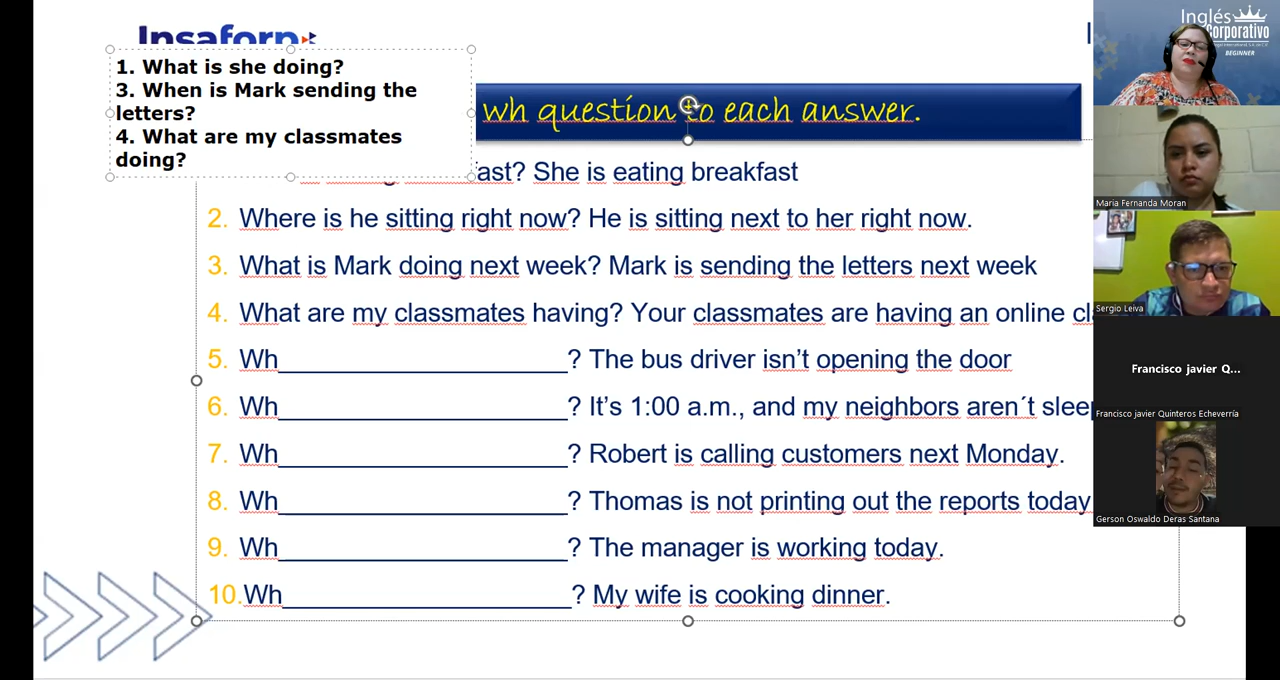 Insaforp
1. What is she doing?
3. When is Mark sending the
letters?
4. What are my classmates
doing?
wh question to each answer.
ast? She is eating breakfast
2. Where is he sitting right now? He is sitting next to her right now.
3. What is Mark doing next week? Mark is sending the letters next week
4. What are my classmates having? Your classmates are having an online cl
5. Wh____________________? The bus driver isn't opening the door
6. Wh____________________? It's 1:00 a.m., and my neighbors aren´t sleep
7. Wh____________________? Robert is calling customers next Monday.
8. Wh____________________? Thomas is not printing out the reports today
9. Wh____________________? The manager is working today.
10.Wh____________________? My wife is cooking dinner.
Inglés
Corporativo
BEGINNER
Maria Fernanda Moran
Sergio Leiva
Francisco javier Q...
Francisco javier Quinteros Echeverría
Gerson Oswaldo Deras Santana